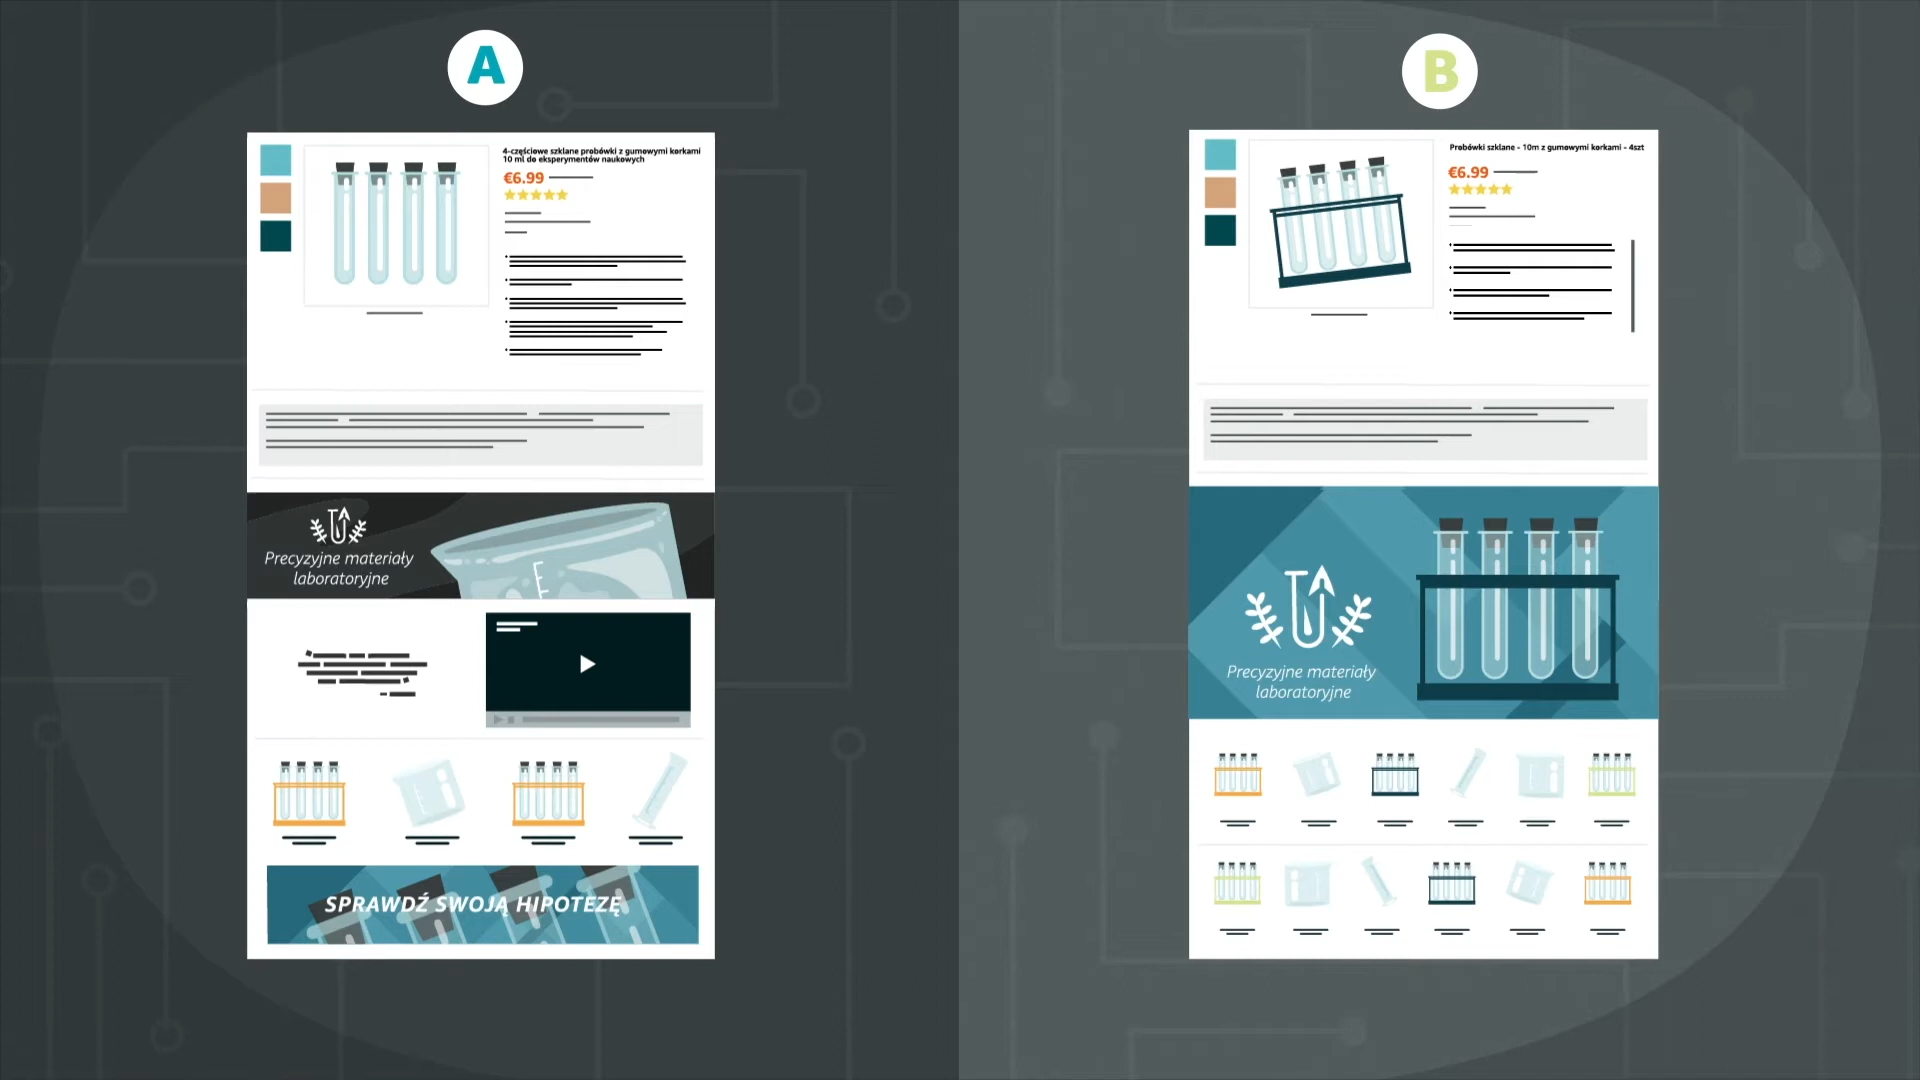 A
4-częściowe szklane probówki z gumowymi korkami
10 ml do eksperymentów naukowych
€6.99
Precyzyjne materiały
laboratoryjne
SPRAWDŹ SWOJĄ HIPOTEZĘ
B
Probówki szklane - 10m z gumowymi korkami - 4szt
€6.99
Precyzyjne materiały
laboratoryjne